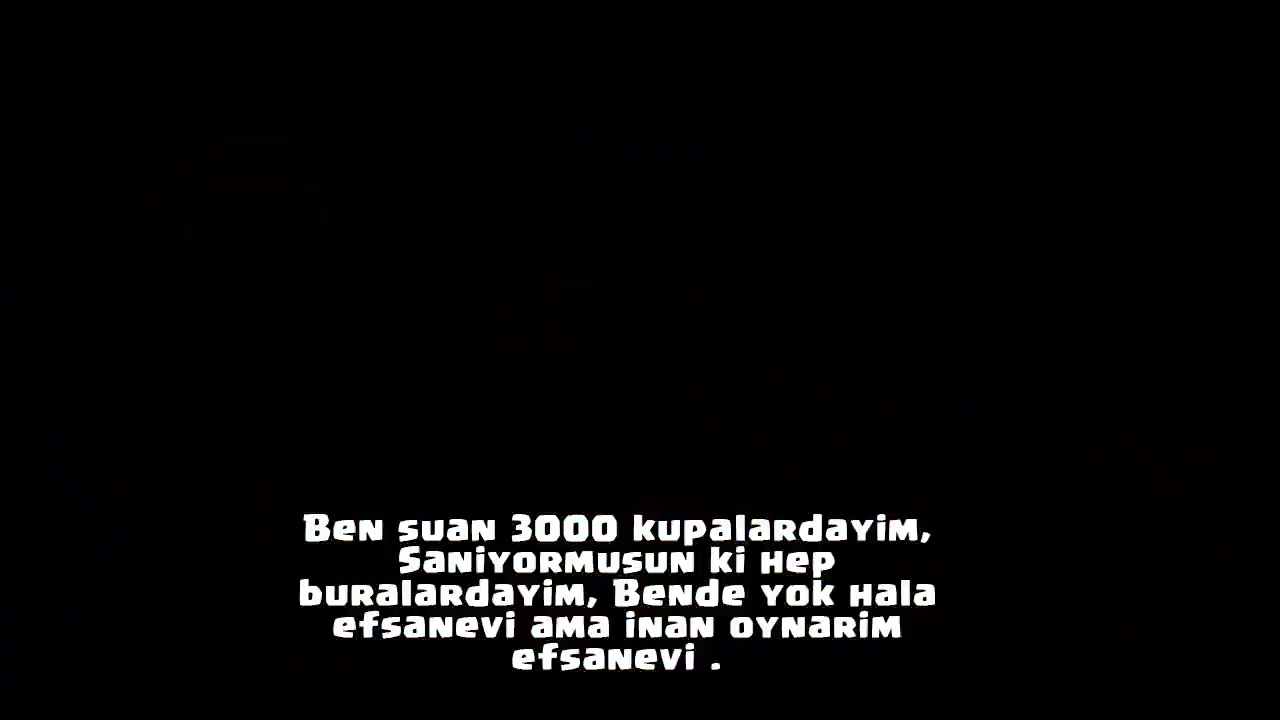 Ben suan 3000 kupalardayim,
Saniyormusun ki Hep
buralardayim, Bende yok hala
efsanevi ama inan oynarim
efsanevi .